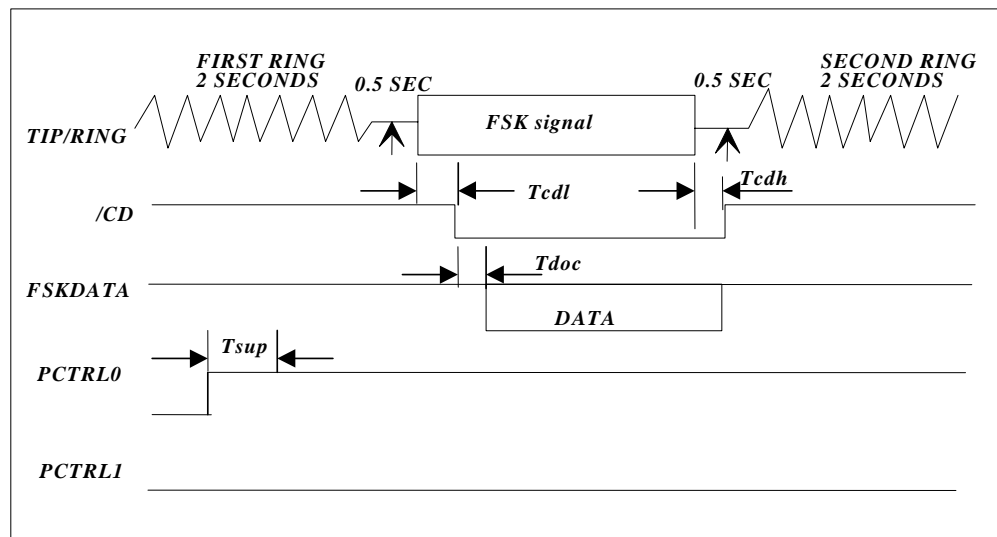 FIRST RING
2 SECONDS
0.5 SEC
0.5 SEC
SECOND RING
2 SECONDS
TIP/RING
FSK signal
Tcdl
Tcdh
/CD
Tdoc
FSKDATA
DATA
Tsup
PCTRL0
PCTRL1